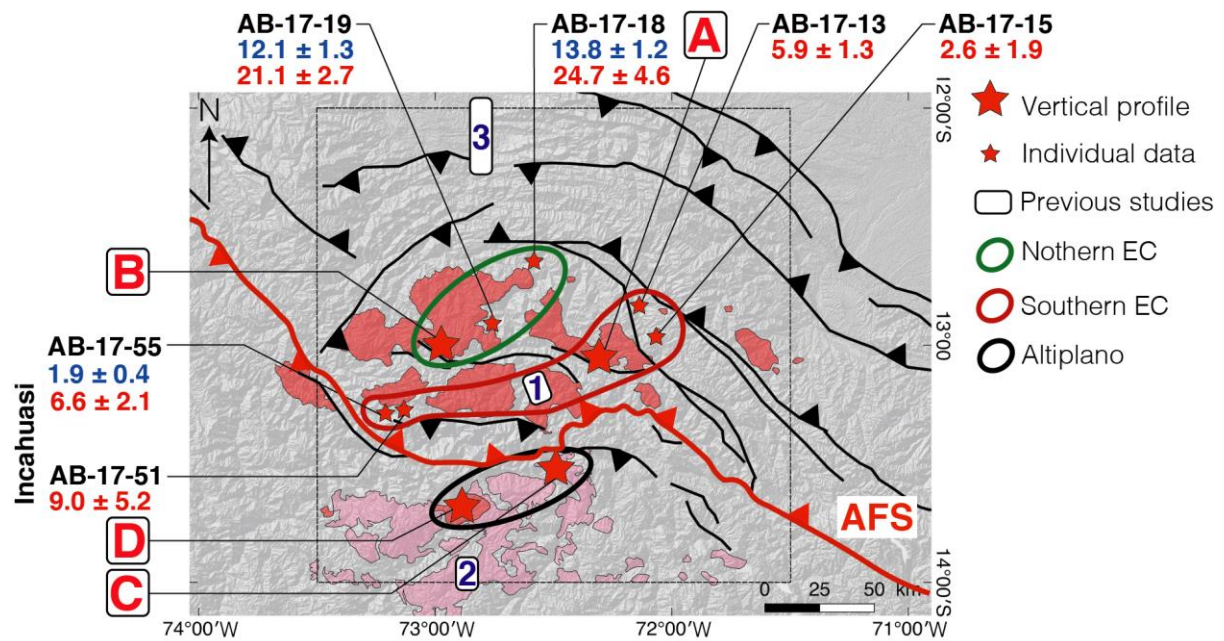 AB-17-19
12.1 ± 1.3
21.1 ± 2.7
AB-17-18
13.8 ± 1.2
24.7 ± 4.6
A
AB-17-13
5.9 ± 1.3
AB-17-15
2.6 ± 1.9
N
3
12°00'S
Vertical profile
Individual data
Previous studies
Nothern EC
Southern EC
Altiplano
B
13°00
AB-17-55
1.9 ± 0.4
6.6 ± 2.1
Incahuasi
1
AB-17-51
9.0 ± 5.2
D
AFS
C
2
0 25 50 km
14°00'S
74°00'W 73°00'W 72°00'W 71°00'W